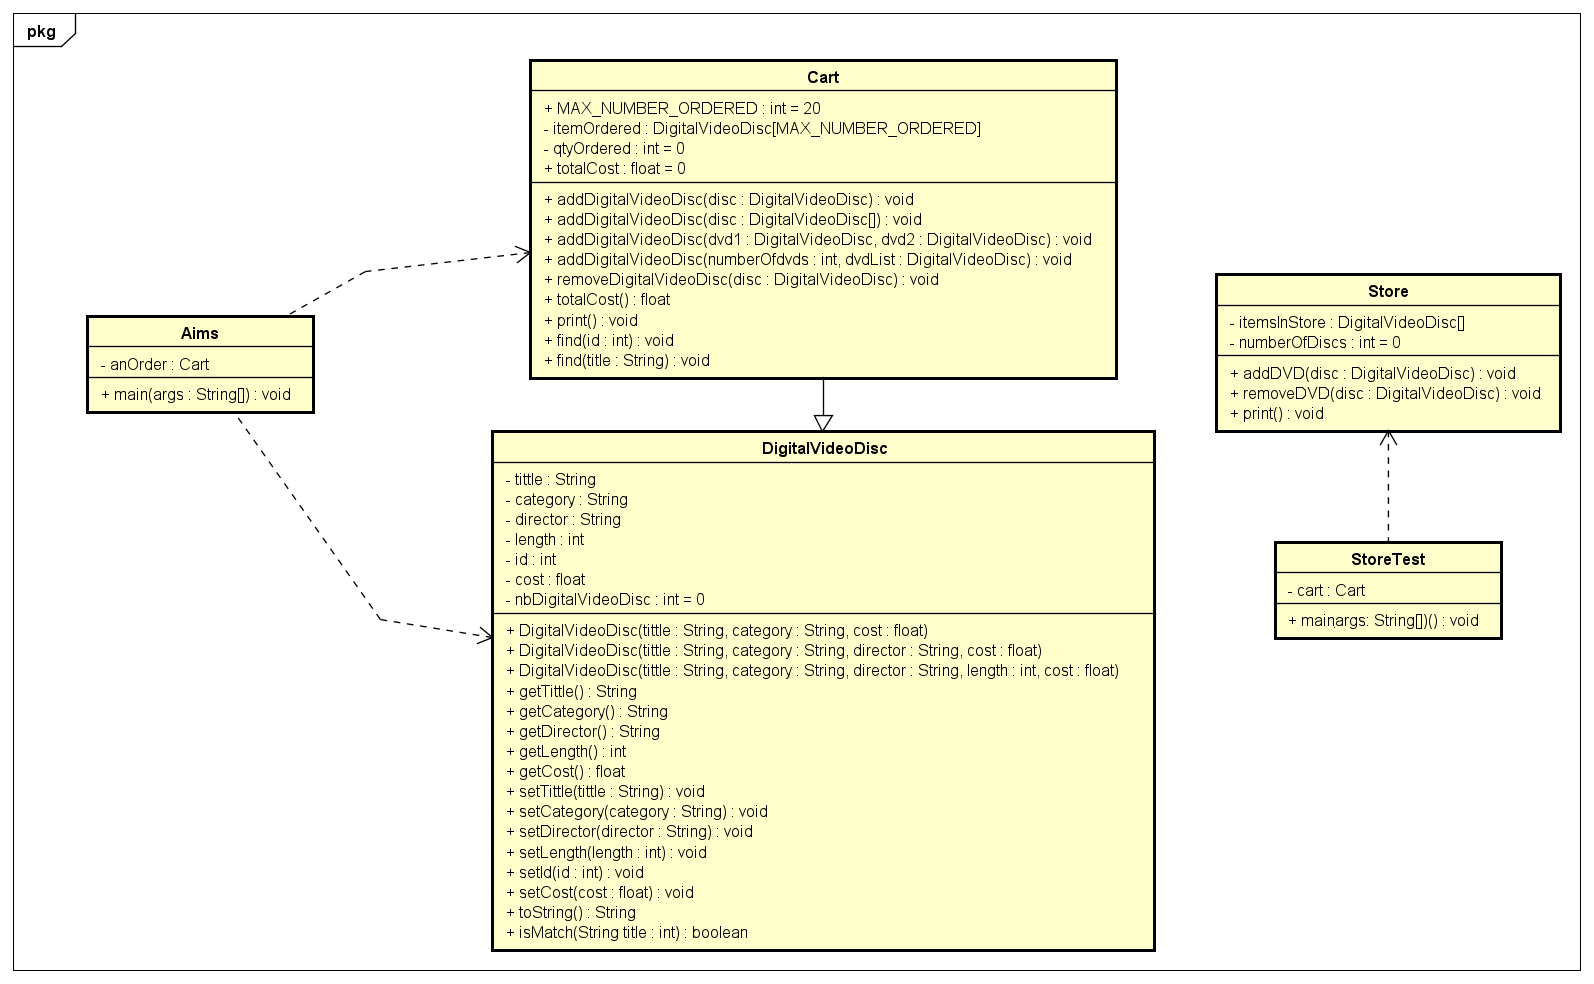 pkg
Cart
+ MAX_NUMBER_ORDERED : int = 20
- itemOrdered : DigitalVideoDisc[MAX_NUMBER_ORDERED]
- qtyOrdered : int = 0
+ totalCost : float = 0
+ addDigitalVideoDisc(disc : DigitalVideoDisc) : void
+ addDigitalVideoDisc(disc : DigitalVideoDisc[]) : void
+ addDigitalVideoDisc(dvd1 : DigitalVideoDisc, dvd2 : DigitalVideoDisc) : void
+ addDigitalVideoDisc(numberOfdvds : int, dvdList : DigitalVideoDisc) : void
+ removeDigitalVideoDisc(disc : DigitalVideoDisc) : void
+ totalCost() : float
+ print() : void
+ find(id : int) : void
+ find(title : String) : void
Aims
- anOrder : Cart
+ main(args : String[]) : void
Store
- itemsInStore : DigitalVideoDisc[]
- numberOfDiscs : int = 0
+ addDVD(disc : DigitalVideoDisc) : void
+ removeDVD(disc : DigitalVideoDisc) : void
+ print() : void
DigitalVideoDisc
- tittle : String
- category : String
- director : String
- length : int
- id : int
- cost : float
- nbDigitalVideoDisc : int = 0
+ DigitalVideoDisc(tittle : String, category : String, cost : float)
+ DigitalVideoDisc(tittle : String, category : String, director : String, cost : float)
+ DigitalVideoDisc(tittle : String, category : String, director : String, length : int, cost : float)
+ getTittle() : String
+ getCategory() : String
+ getDirector() : String
+ getLength() : int
+ getCost() : float
+ setTittle(tittle : String) : void
+ setCategory(category : String) : void
+ setDirector(director : String) : void
+ setLength(length : int) : void
+ setId(id : int) : void
+ setCost(cost : float) : void
+ toString() : String
+ isMatch(String title : int) : boolean
StoreTest
- cart : Cart
+ mainargs: String[])() : void